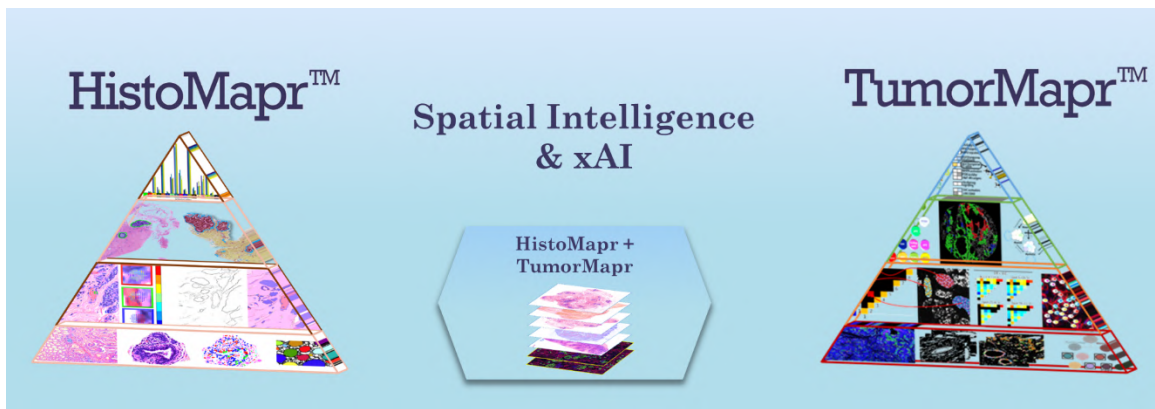 HistoMapr™
Spatial Intelligence
& xAI
TumorMapr™
HistoMapr +
TumorMapr